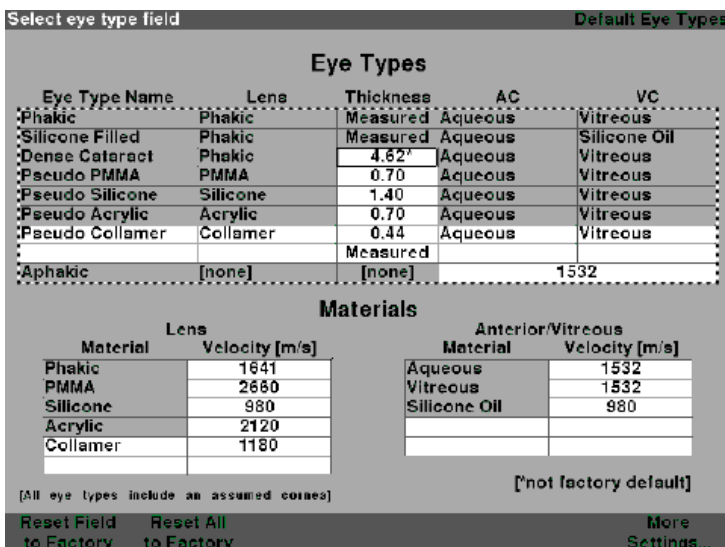 Select eye type field Default Eye Types
Eye Types
Eye Type Name Lens Thickness AC VC
Phakic Phakic Measured Aqueous Vitreous
Silicone Filled Phakic Measured Aqueous Silicone Oil
Dense Cataract Phakic 4.62* Aqueous Vitreous
Pseudo PMMA PMMA 0.70 Aqueous Vitreous
Pseudo Silicone Silicone 1.40 Aqueous Vitreous
Pseudo Acrylic Acrylic 0.70 Aqueous Vitreous
Pseudo Collamer Collamer 0.44 Aqueous Vitreous
Measured
Aphakic [none] [none] 1532
Materials
Lens Anterior/Vitreous
Material Velocity [m/s] Material Velocity [m/s]
Phakic 1641 Aqueous 1532
PMMA 2660 Vitreous 1532
Silicone 980 Silicone Oil 980
Acrylic 2120
Collamer 1180
[*not factory default]
[All eye types include an assumed cornea]
Reset Field Reset All More
to Factory to Factory Settings...